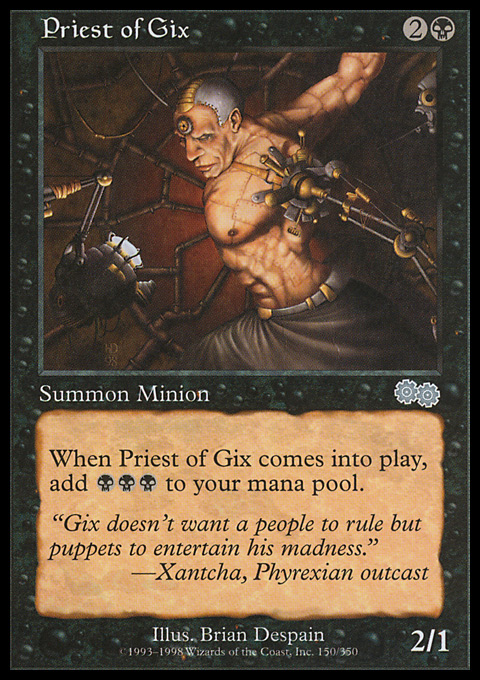 Priest of Gix 2
Summon Minion
When Priest of Gix comes into play,
add to your mana pool.
“Gix doesn’t want a people to rule but
puppets to entertain his madness.”
—Xantcha, Phyrexian outcast
Illus. Brian Despain
©1993–1998 Wizards of the Coast, Inc. 150/350
2/1